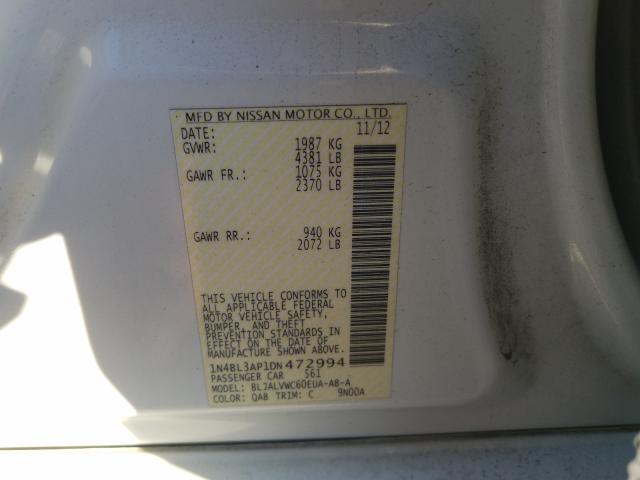 MFD BY NISSAN MOTOR CO., LTD.
DATE: 11/12
GVWR: 1987 KG
4381 LB
GAWR FR.: 1075 KG
2370 LB
GAWR RR.: 940 KG
2072 LB
THIS VEHICLE CONFORMS TO
ALL APPLICABLE FEDERAL
MOTOR VEHICLE SAFETY,
BUMPER, AND THEFT
PREVENTION STANDARDS IN
EFFECT ON THE DATE OF
MANUFACTURE SHOWN ABOVE.
1N4BL3AP1DN472994
PASSENGER CAR 561
MODEL: BLJALVWC60EUA-AB-A
COLOR: QAB TRIM: C 9N00A